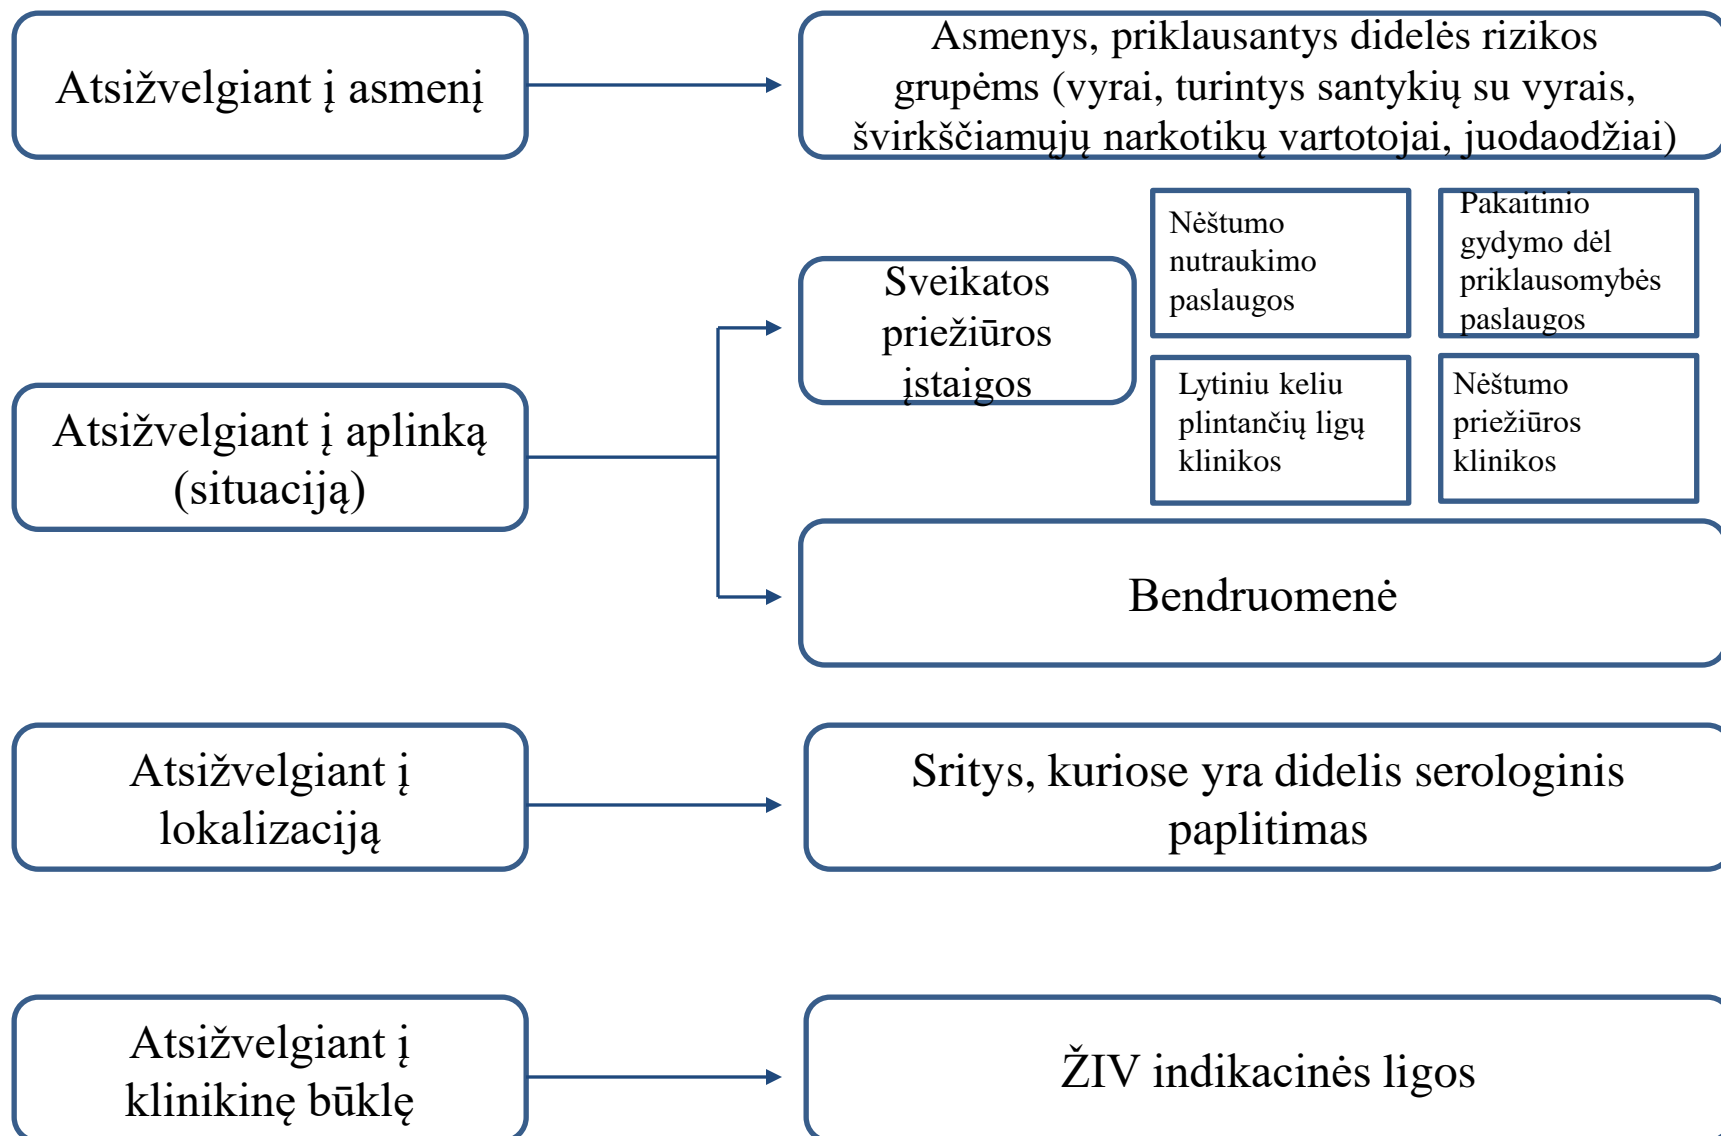 Atsižvelgiant į asmenį
Asmenys, priklausantys didelės rizikos
grupėms (vyrai, turintys santykių su vyrais,
švirkščiamųjų narkotikų vartotojai, juodaodžiai)
Atsižvelgiant į aplinką
(situaciją)
Sveikatos
priežiūros
įstaigos
Nėštumo
nutraukimo
paslaugos
Pakaitinio
gydymo dėl
priklausomybės
paslaugos
Lytiniu keliu
plintančių ligų
klinikos
Nėštumo
priežiūros
klinikos
Bendruomenė
Atsižvelgiant į
lokalizaciją
Sritys, kuriose yra didelis serologinis
paplitimas
Atsižvelgiant į
klinikinę būklę
ŽIV indikacinės ligos